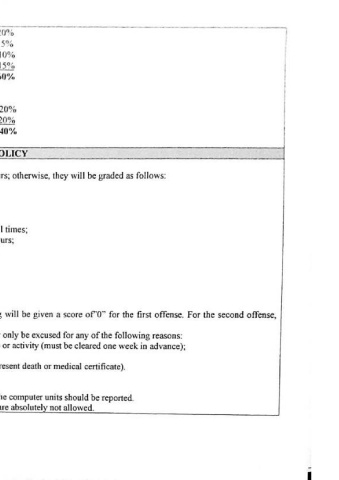 20%
5%
10%
15%
60%
20%
20%
40%
OLICY
rs; otherwise, they will be graded as follows:
l times;
urs;
g will be given a score of"0" for the first offense. For the second offense,
only be excused for any of the following reasons:
or activity (must be cleared one week in advance);
resent death or medical certificate).
he computer units should be reported.
are absolutely not allowed.